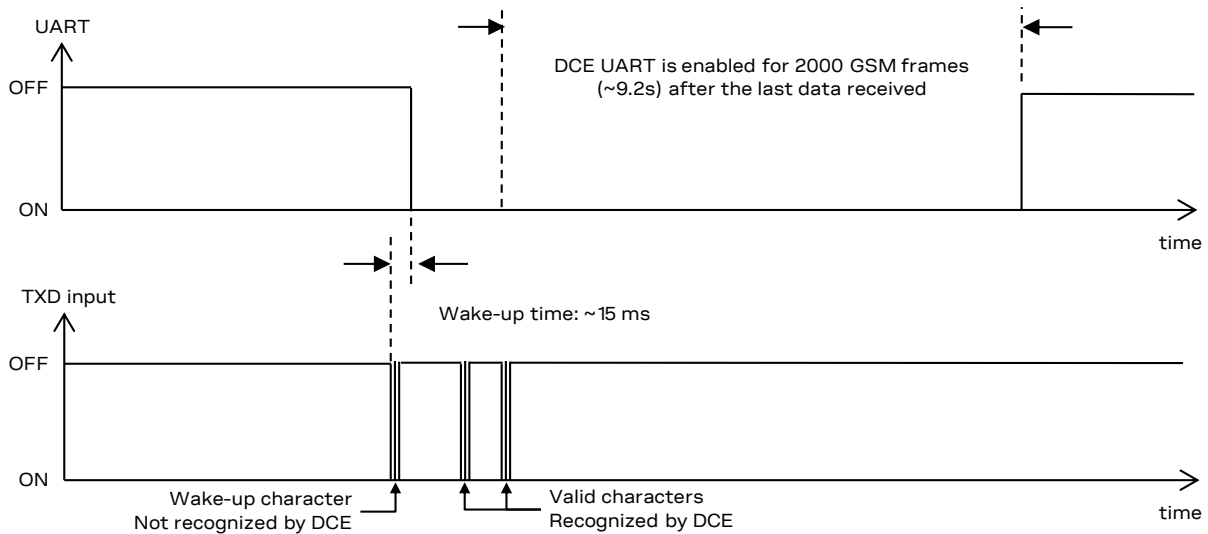 UART
OFF
DCE UART is enabled for 2000 GSM frames
(~9.2s) after the last data received
ON
time
TXD input
Wake-up time: ~15 ms
OFF
ON
Wake-up character
Not recognized by DCE
Valid characters
Recognized by DCE
time